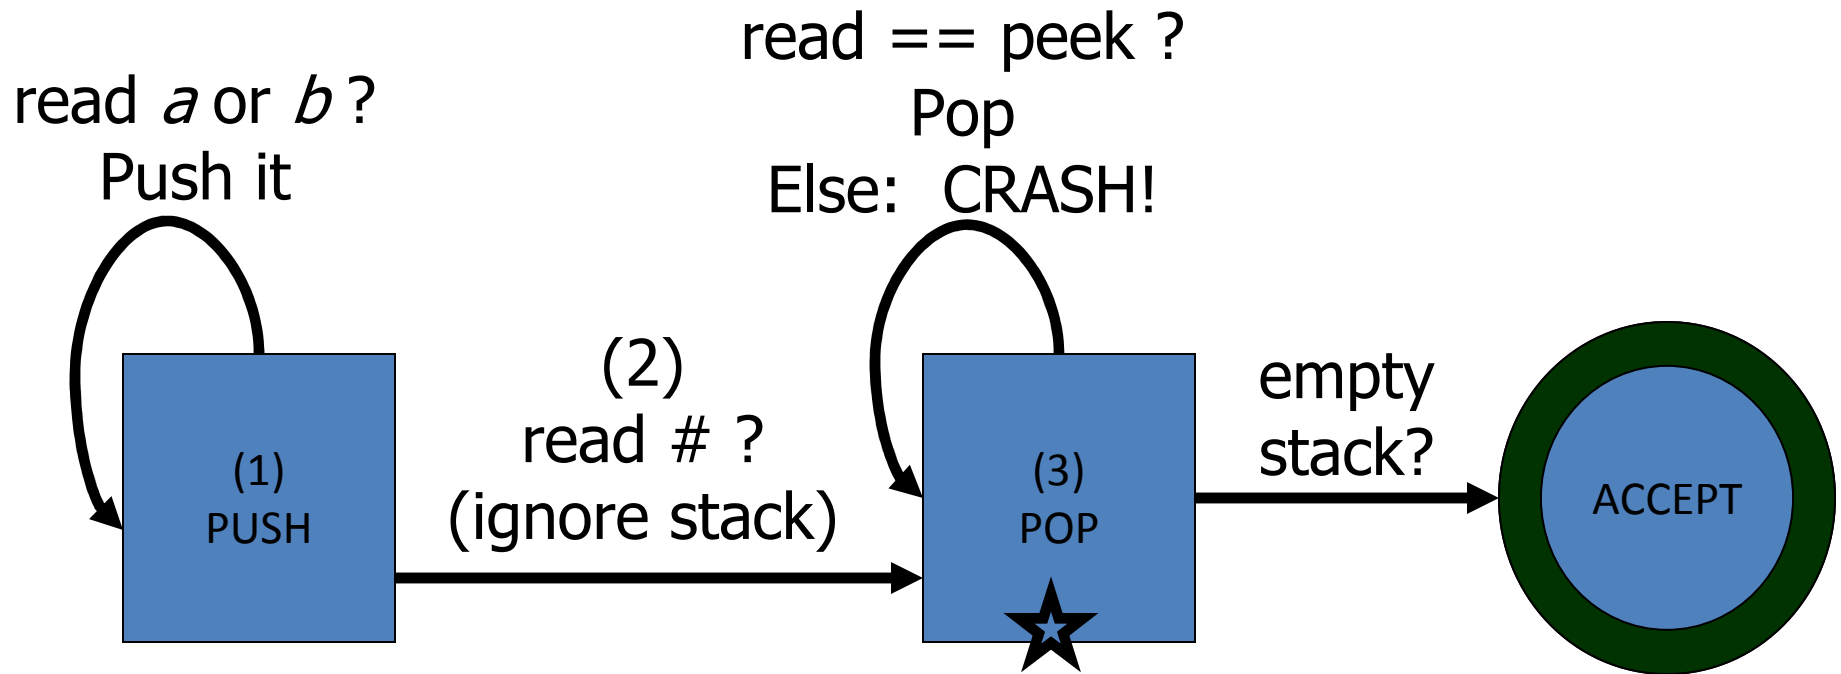 read a or b ?
Push it
(1)
PUSH
(2)
read # ?
(ignore stack)
read == peek ?
Pop
Else: CRASH!
(3)
POP
empty
stack?
ACCEPT